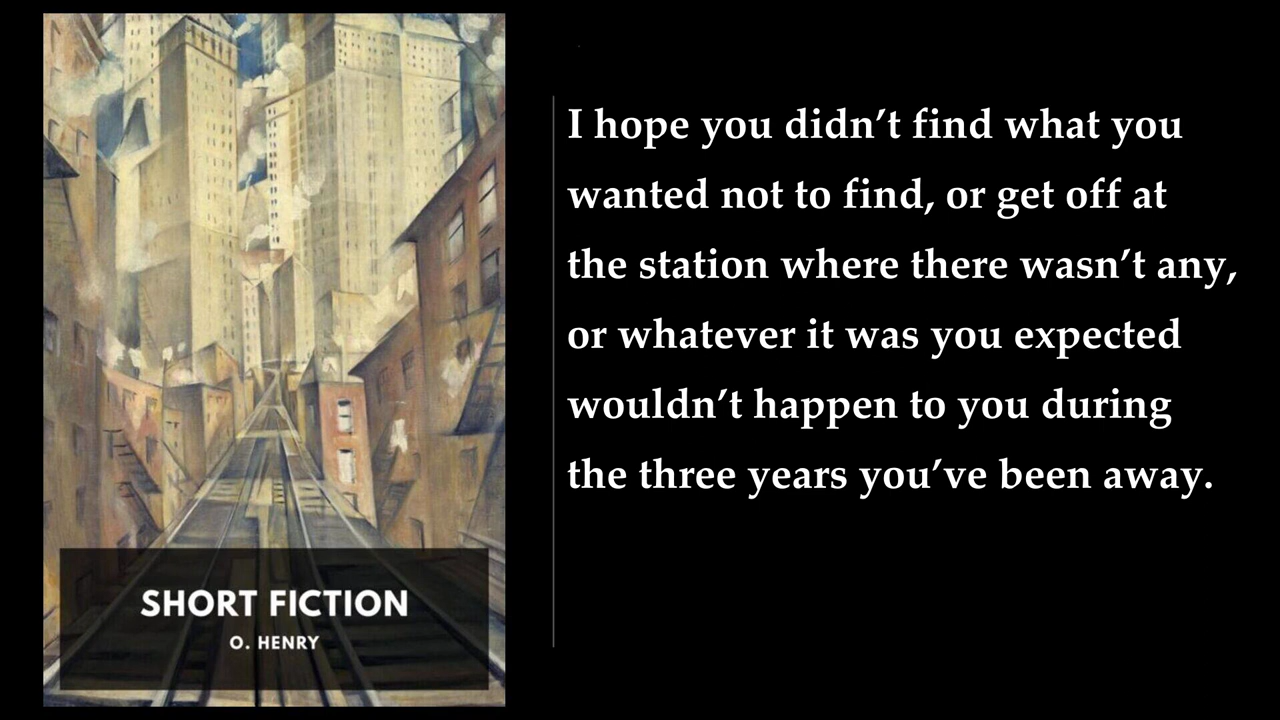 I hope you didn’t find what you
wanted not to find, or get off at
the station where there wasn’t any,
or whatever it was you expected
wouldn’t happen to you during
the three years you’ve been away.
SHORT FICTION
O. HENRY